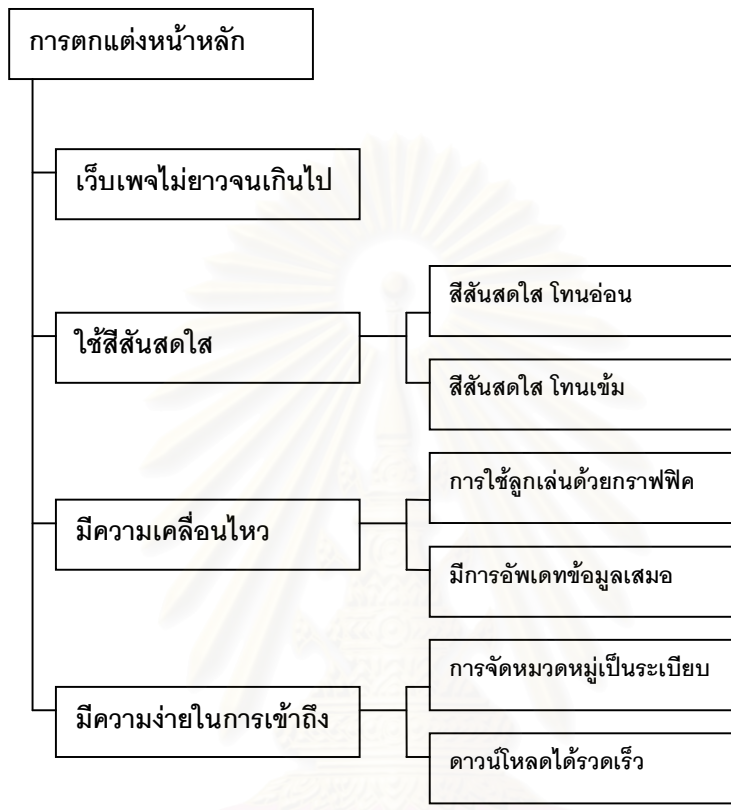 การตกแต่งหน้าหลัก
เว็บเพจไม่ยาวจนเกินไป
ใช้สีสันสดใส
สีสันสดใส โทนอ่อน
สีสันสดใส โทนเข้ม
มีความเคลื่อนไหว
การใช้ลูกเล่นด้วยกราฟฟิค
มีการอัพเดทข้อมูลเสมอ
มีความง่ายในการเข้าถึง
การจัดหมวดหมู่เป็นระเบียบ
ดาวน์โหลดได้รวดเร็ว